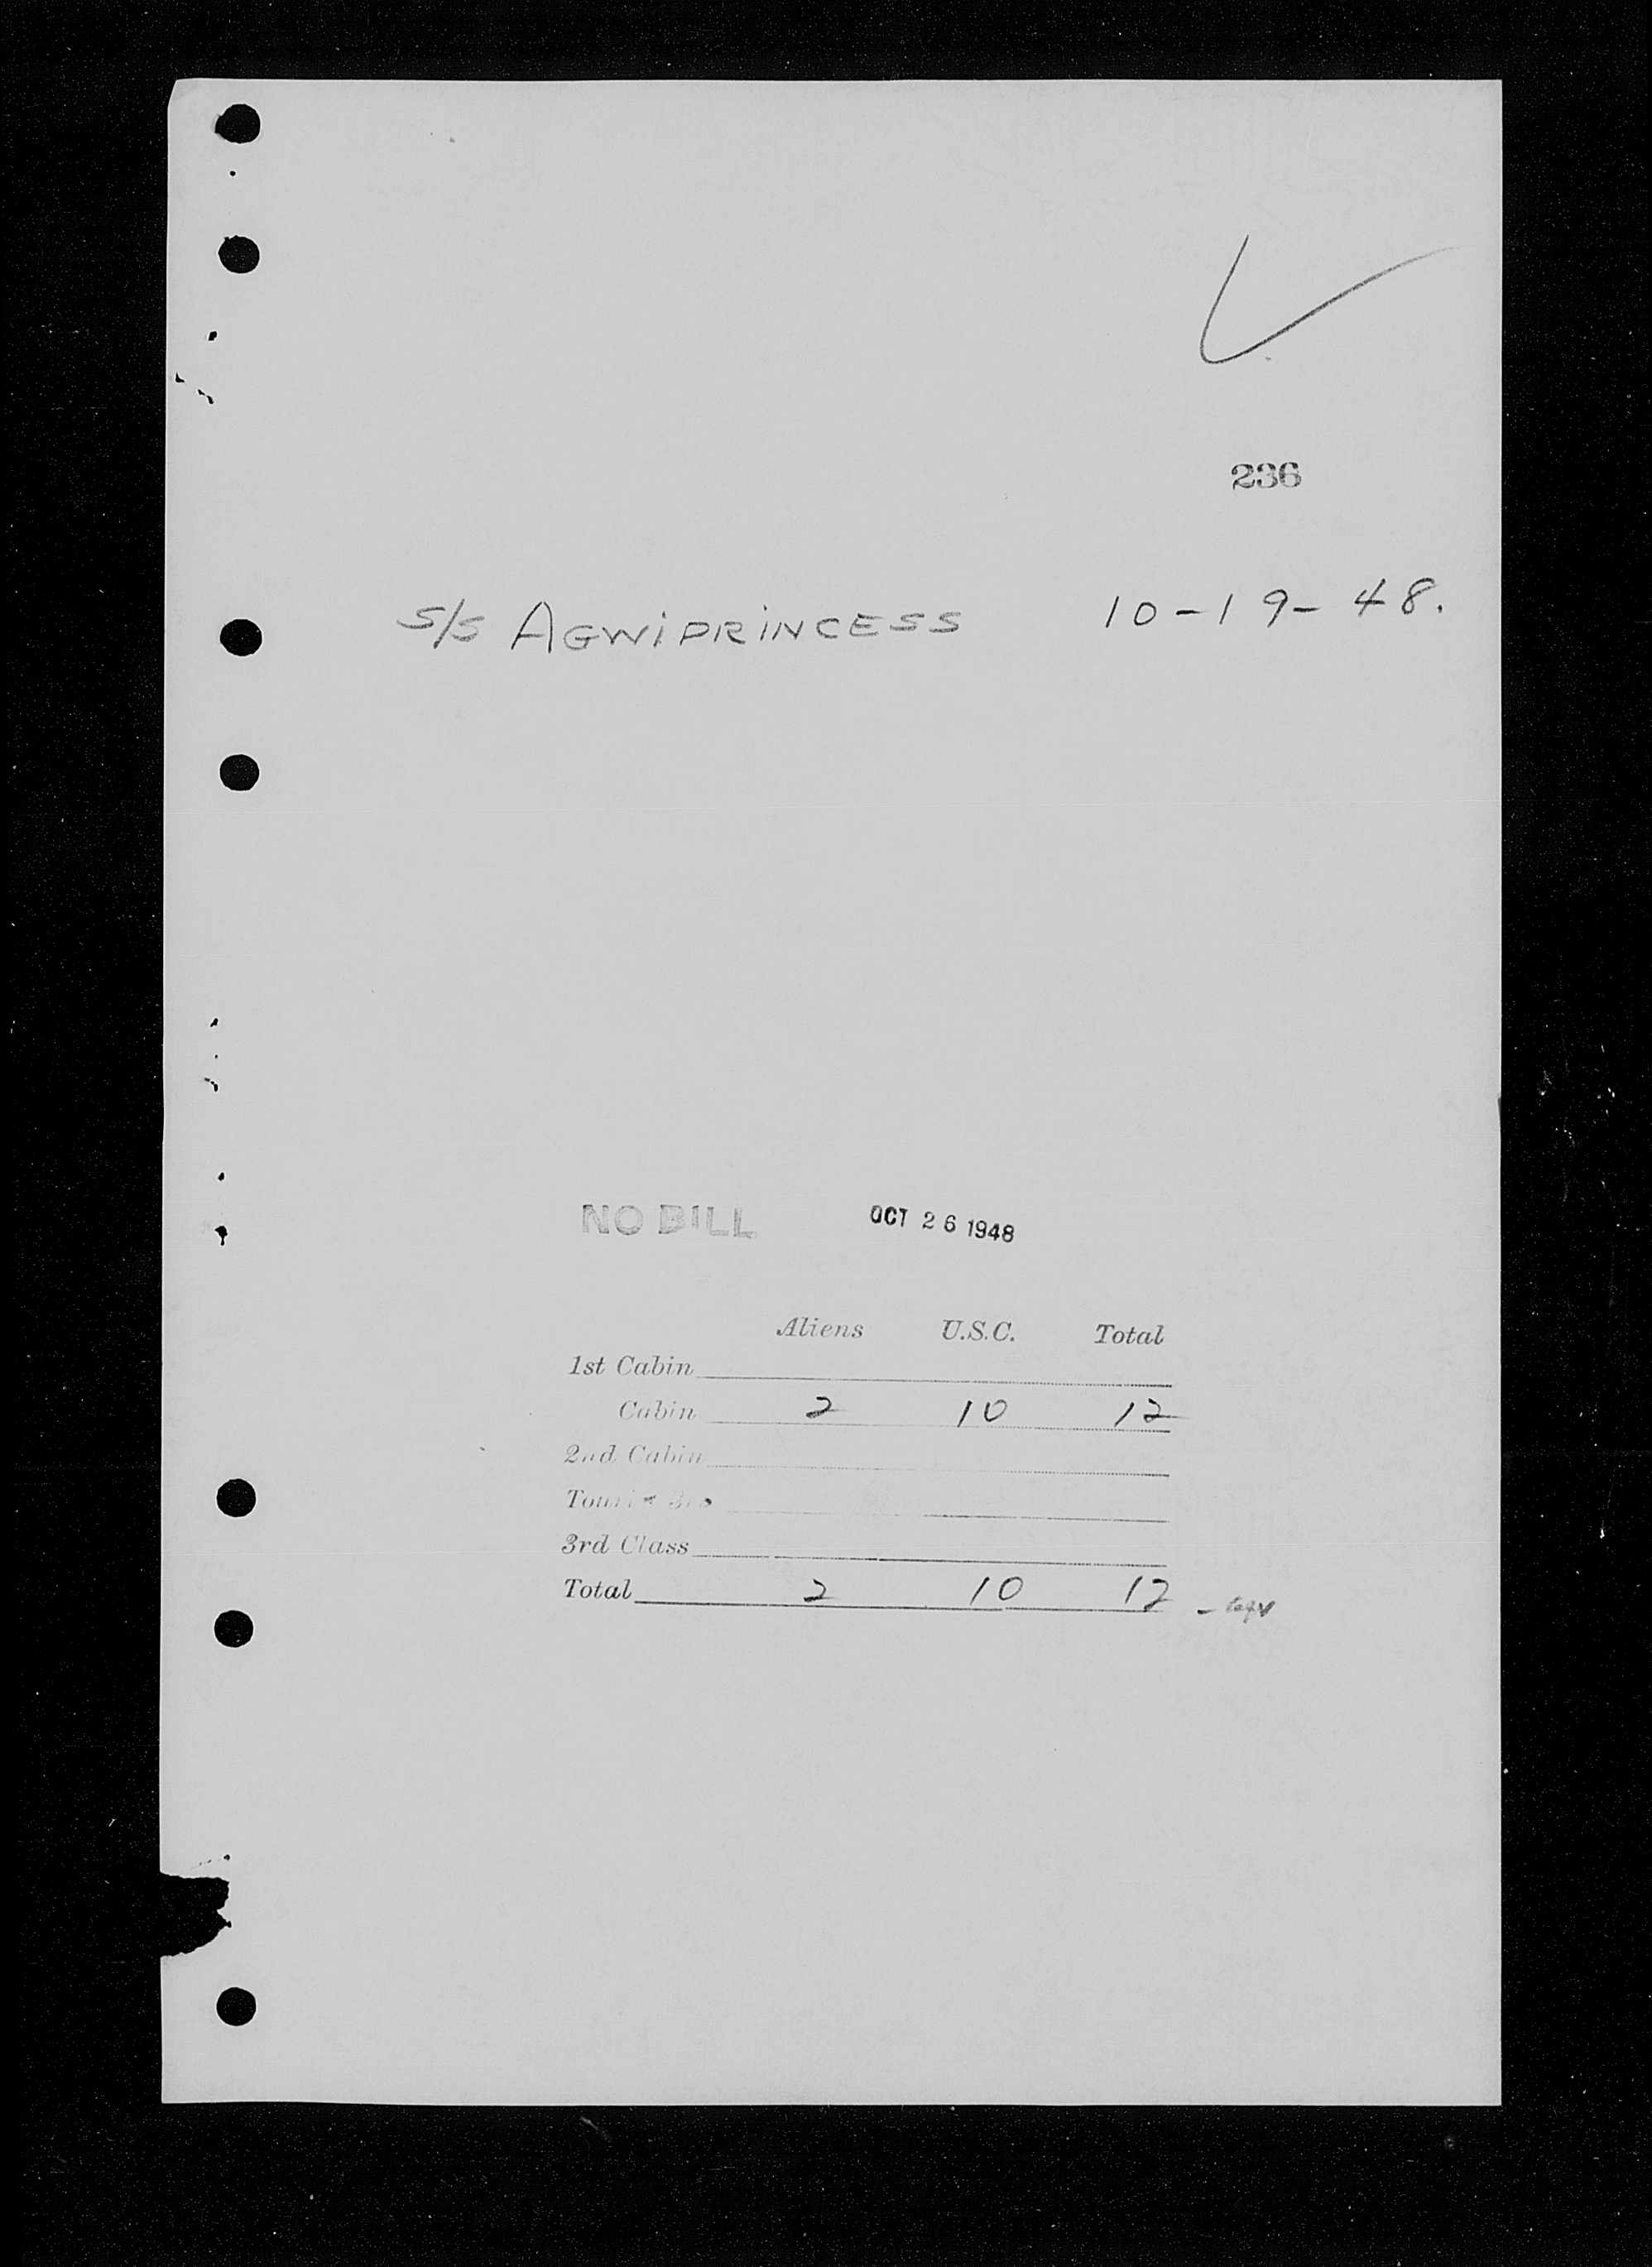 236
S/S AGWIPRINCESS 10-19-48.
NO BILL OCT 26 1948
Aliens U.S.C. Total
1st Cabin
Cabin 2 10 12
2nd Cabin
3rd Class
Total 2 10 12 -